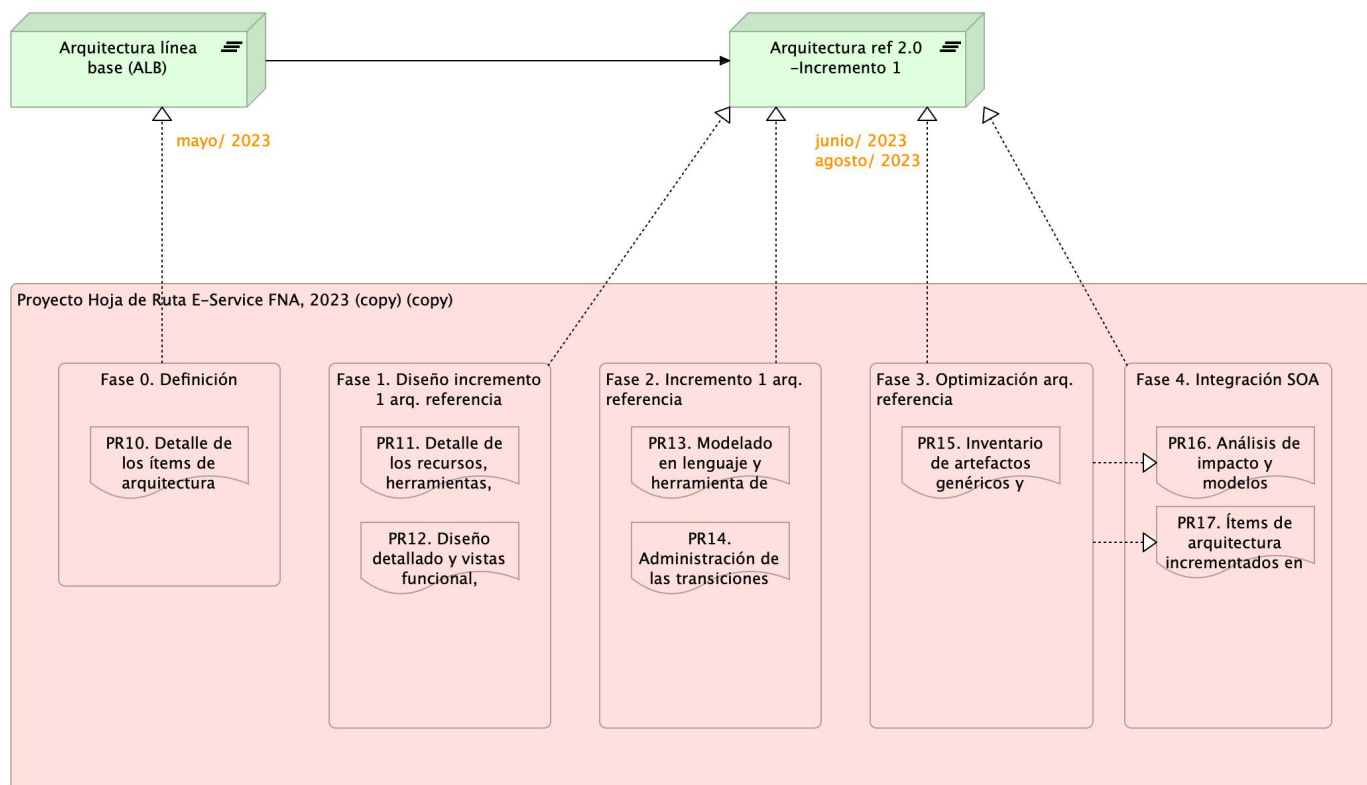 Arquitectura línea
base (ALB)
Arquitectura ref 2.0
-Incremento 1
mayo/ 2023
junio/ 2023
agosto/ 2023
Proyecto Hoja de Ruta E-Service FNA, 2023 (copy) (copy)
Fase 0. Definición
PR10. Detalle de
los ítems de
arquitectura
Fase 1. Diseño incremento
1 arq. referencia
PR11. Detalle de
los recursos,
herramientas,
PR12. Diseño
detallado y vistas
funcional,
Fase 2. Incremento 1 arq.
referencia
PR13. Modelado
en lenguaje y
herramienta de
PR14.
Administración de
las transiciones
Fase 3. Optimización arq.
referencia
PR15. Inventario
de artefactos
genéricos y
Fase 4. Integración SOA
PR16. Análisis de
impacto y
modelos
PR17. Ítems de
arquitectura
incrementados en